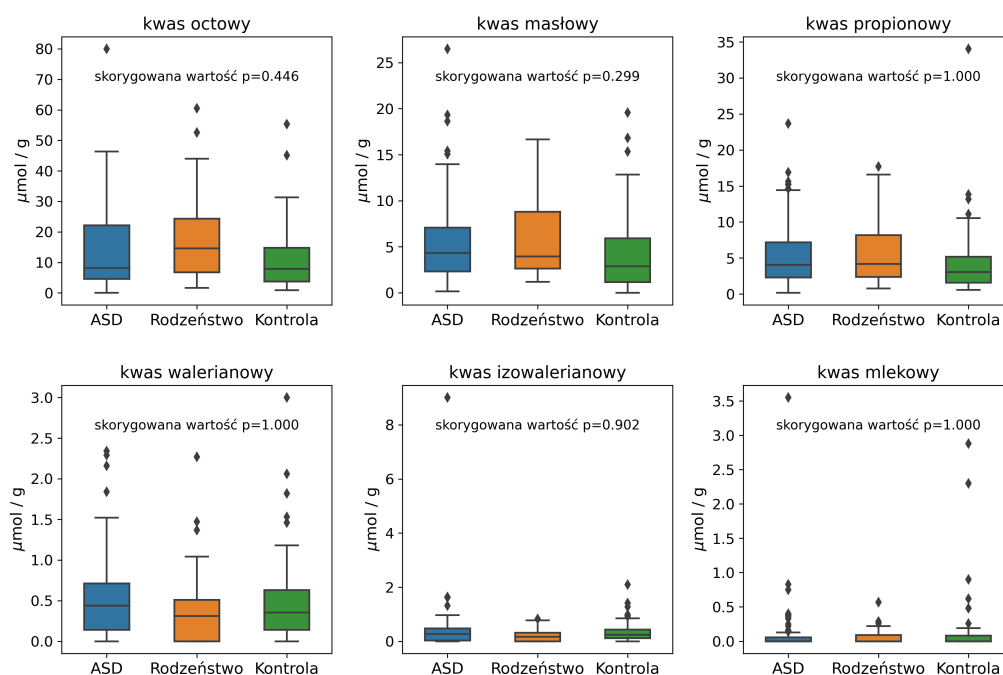 kwas octowy
80
70
60
50
40
30
20
10
0
µmol / g
skorygowana wartość p=0.446
ASD Rodzeństwo Kontrola
kwas masłowy
25
20
15
10
5
0
µmol / g
skorygowana wartość p=0.299
ASD Rodzeństwo Kontrola
kwas propionowy
35
30
25
20
15
10
5
0
µmol / g
skorygowana wartość p=1.000
ASD Rodzeństwo Kontrola
kwas walerianowy
3.0
2.5
2.0
1.5
1.0
0.5
0.0
µmol / g
skorygowana wartość p=1.000
ASD Rodzeństwo Kontrola
kwas izowalerianowy
8
6
4
2
0
µmol / g
skorygowana wartość p=0.902
ASD Rodzeństwo Kontrola
kwas mlekowy
3.5
3.0
2.5
2.0
1.5
1.0
0.5
0.0
µmol / g
skorygowana wartość p=1.000
ASD Rodzeństwo Kontrola